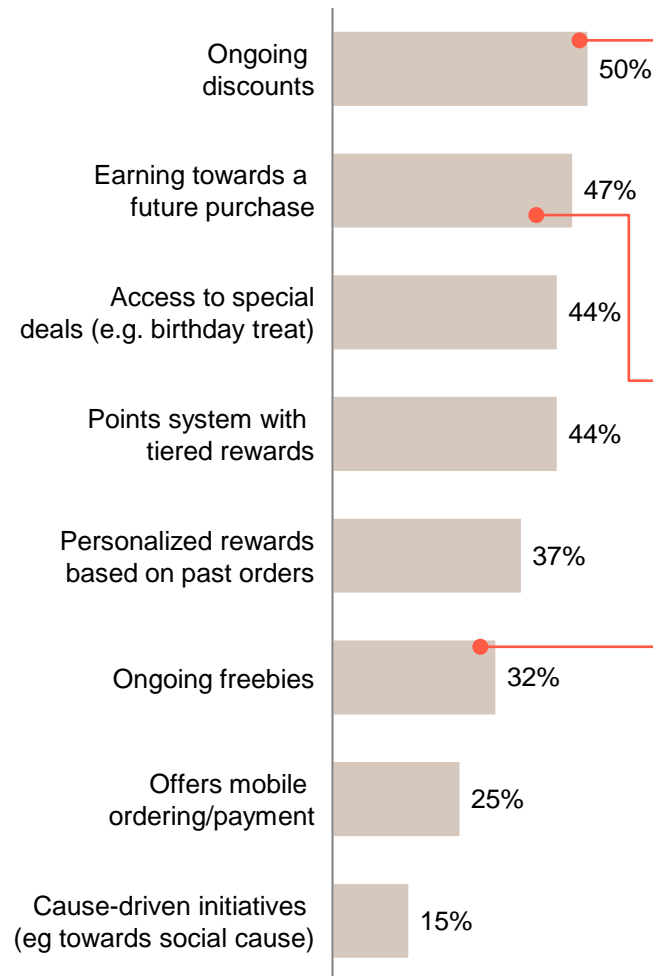 Ongoing
discounts
50%
Earning towards a
future purchase
47%
Access to special
deals (e.g. birthday treat)
44%
Points system with
tiered rewards
44%
Personalized rewards
based on past orders
37%
Ongoing freebies
32%
Offers mobile
ordering/payment
25%
Cause-driven initiatives
(eg towards social cause)
15%